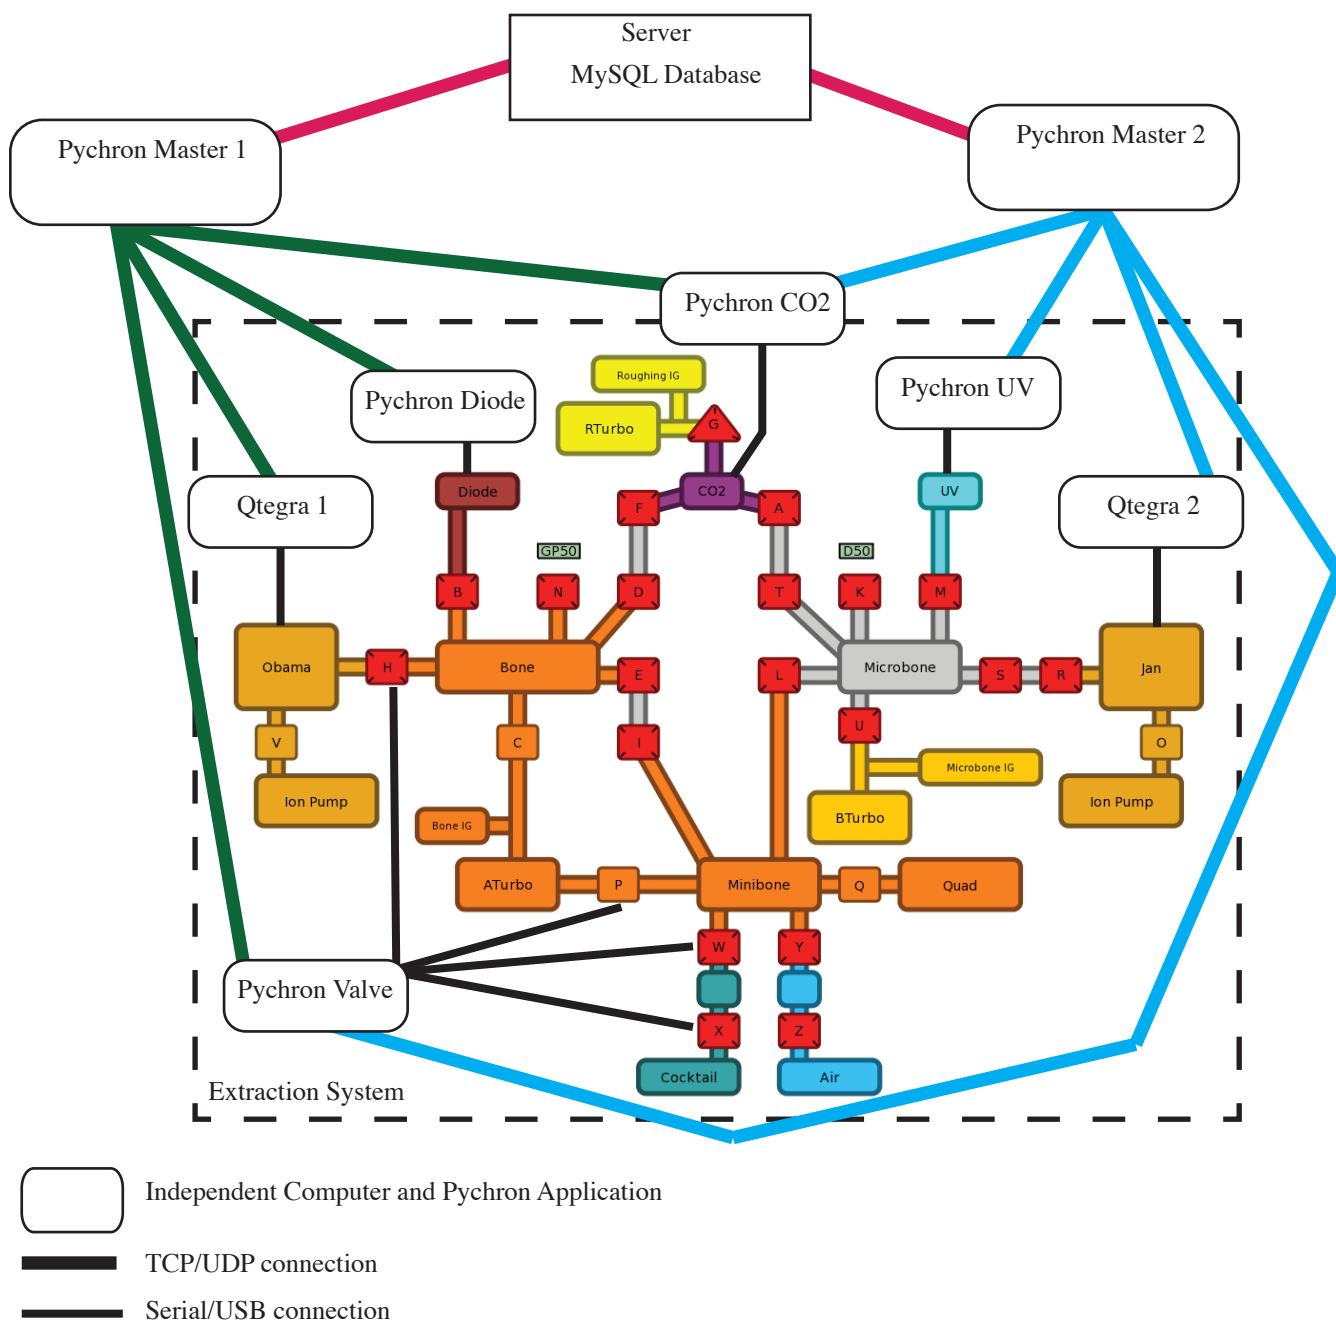 Server
MySQL Database
Pychron Master 1
Pychron Master 2
Pychron CO2
Roughing IG
Pychron UV
Pychron Diode
G
RTurbo
Diode
CO2
UV
Qtegra 1
F
A
Qtegra 2
GP50
D50
B
N
D
T
K
M
Obama
H
Bone
E
L
Microbone
S
R
Jan
U
V
C
I
O
Microbone IG
Ion Pump
Ion Pump
BTurbo
Bone IG
ATurbo
P
Minibone
Q
Quad
W
Y
Pychron Valve
X
Z
Cocktail
Air
Extraction System
Independent Computer and Pychron Application
TCP/UDP connection
Serial/USB connection